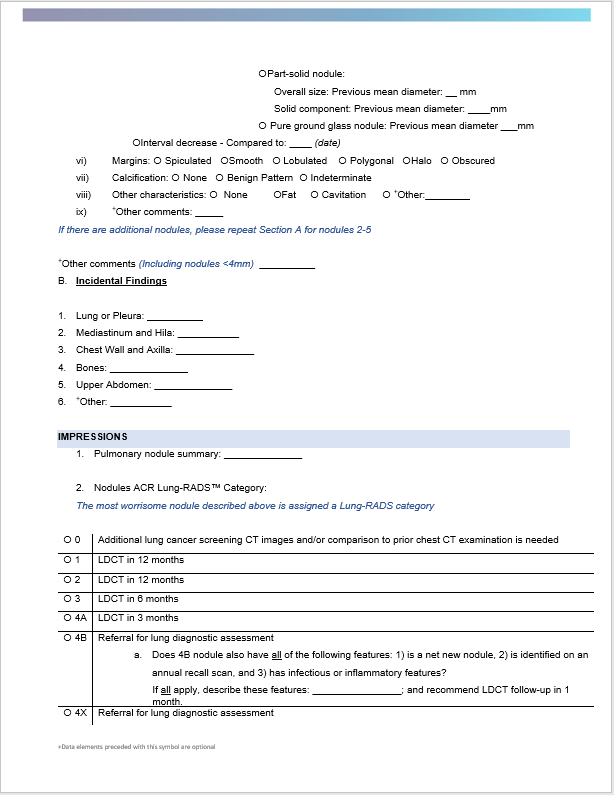 O Part-solid nodule:
Overall size: Previous mean diameter: __ mm
Solid component: Previous mean diameter: ____mm
O Pure ground glass nodule: Previous mean diameter ___mm
O Interval decrease - Compared to: ____ (date)
vi) Margins: O Spiculated O Smooth O Lobulated O Polygonal O Halo O Obscured
vii) Calcification: O None O Benign Pattern O Indeterminate
viii) Other characteristics: O None O Fat O Cavitation O +Other:________
ix) +Other comments: _____
If there are additional nodules, please repeat Section A for nodules 2-5
+Other comments (Including nodules <4mm) __________
B. Incidental Findings
1. Lung or Pleura: __________
2. Mediastinum and Hila: ___________
3. Chest Wall and Axilla: ______________
4. Bones: ______________
5. Upper Abdomen: ______________
6. +Other: ___________
IMPRESSIONS
1. Pulmonary nodule summary: ______________
2. Nodules ACR Lung-RADS™ Category:
The most worrisome nodule described above is assigned a Lung-RADS category
O 0 Additional lung cancer screening CT images and/or comparison to prior chest CT examination is needed
O 1 LDCT in 12 months
O 2 LDCT in 12 months
O 3 LDCT in 6 months
O 4A LDCT in 3 months
O 4B Referral for lung diagnostic assessment
a. Does 4B nodule also have all of the following features: 1) is a net new nodule, 2) is identified on an
annual recall scan, and 3) has infectious or inflammatory features?
If all apply, describe these features: ________________; and recommend LDCT follow-up in 1
month.
O 4X Referral for lung diagnostic assessment
+Data elements preceded with this symbol are optional